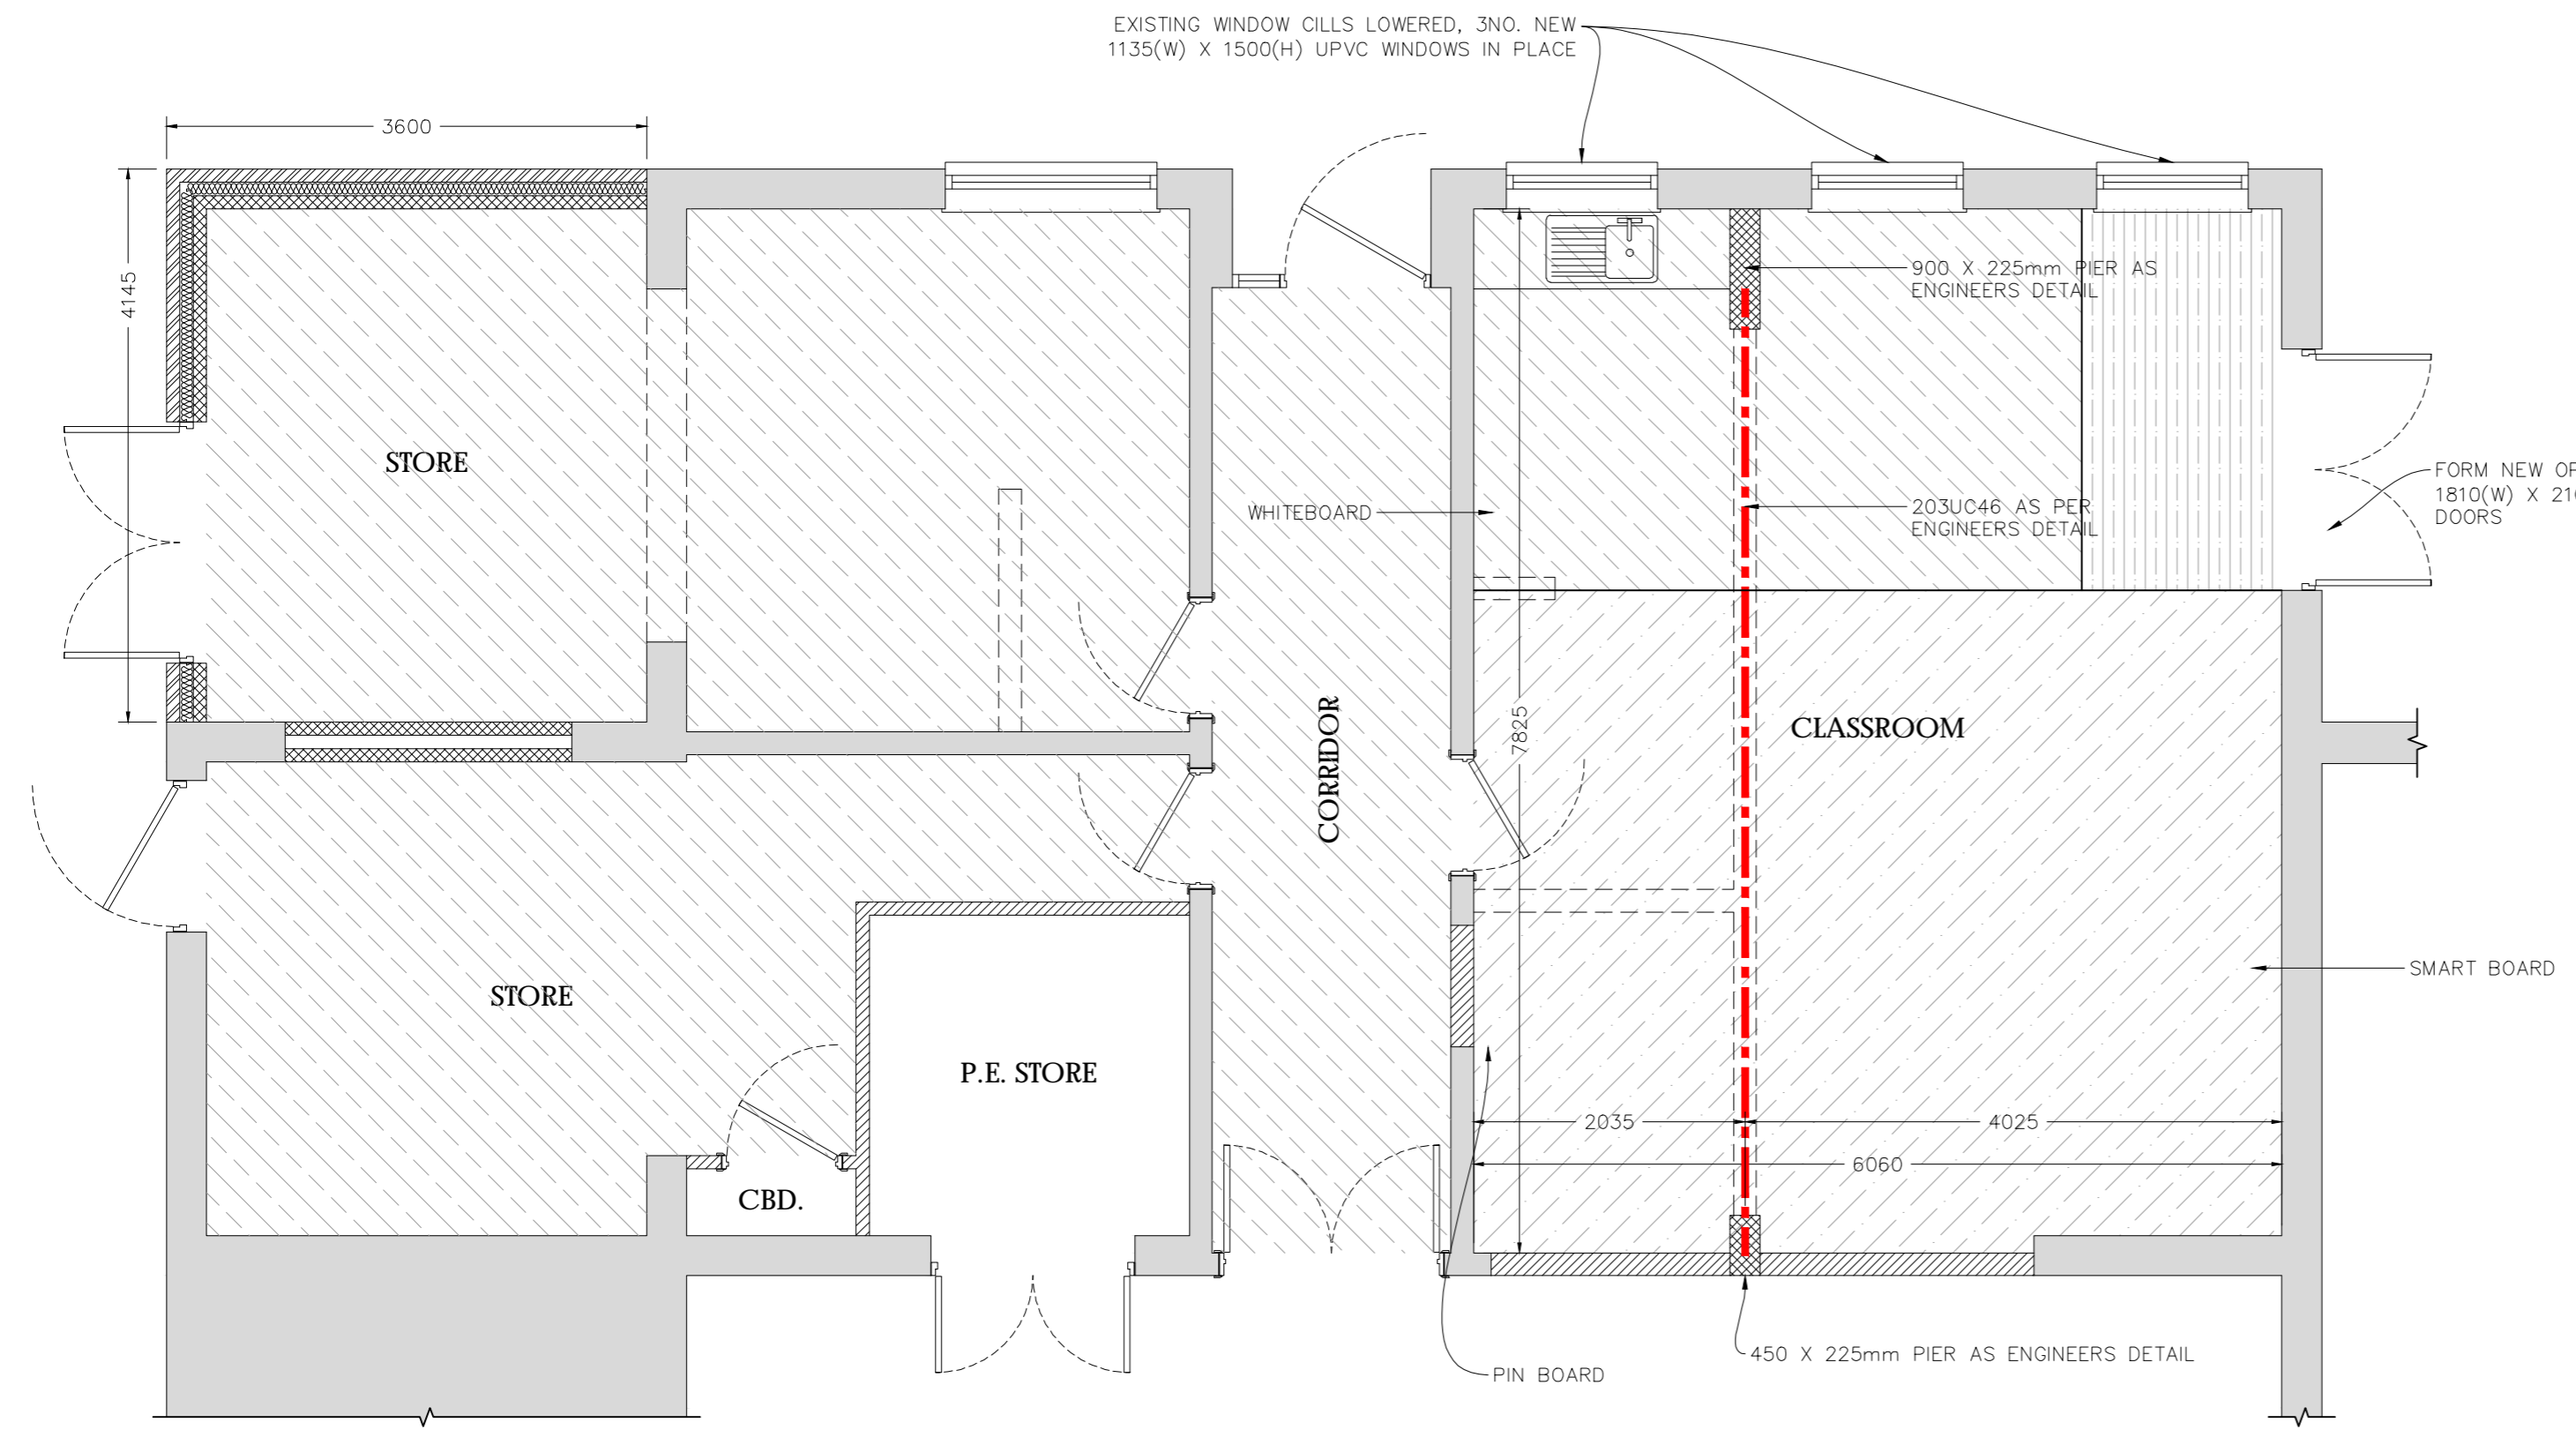 EXISTING WINDOW CILLS LOWERED, 3NO. NEW
1135(W) X 1500(H) UPVC WINDOWS IN PLACE
3600
4145
900 X 225mm PIER AS
ENGINEERS DETAIL
STORE
WHITEBOARD
203UC46 AS PER
ENGINEERS DETAIL
FORM NEW
1810(W) X
DOORS
CORRIDOR
7825
CLASSROOM
STORE
SMART BOARD
P.E. STORE
2035
4025
6060
CBD.
450 X 225mm PIER AS ENGINEERS DETAIL
PIN BOARD